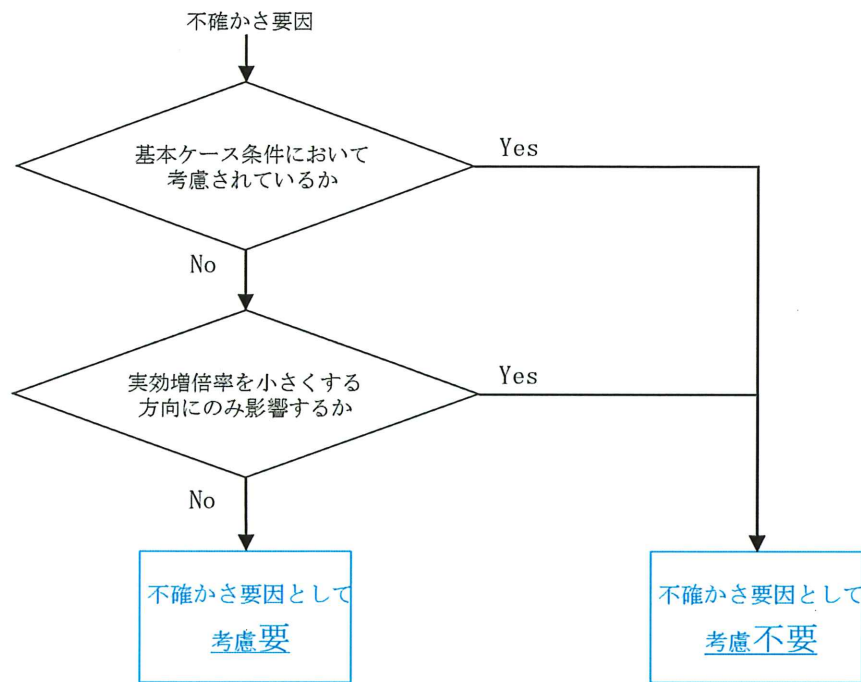 不確かさ要因
基本ケース条件において
考慮されているか
Yes
No
実効増倍率を小さくする
方向にのみ影響するか
Yes
No
不確かさ要因として
考慮要
不確かさ要因として
考慮不要